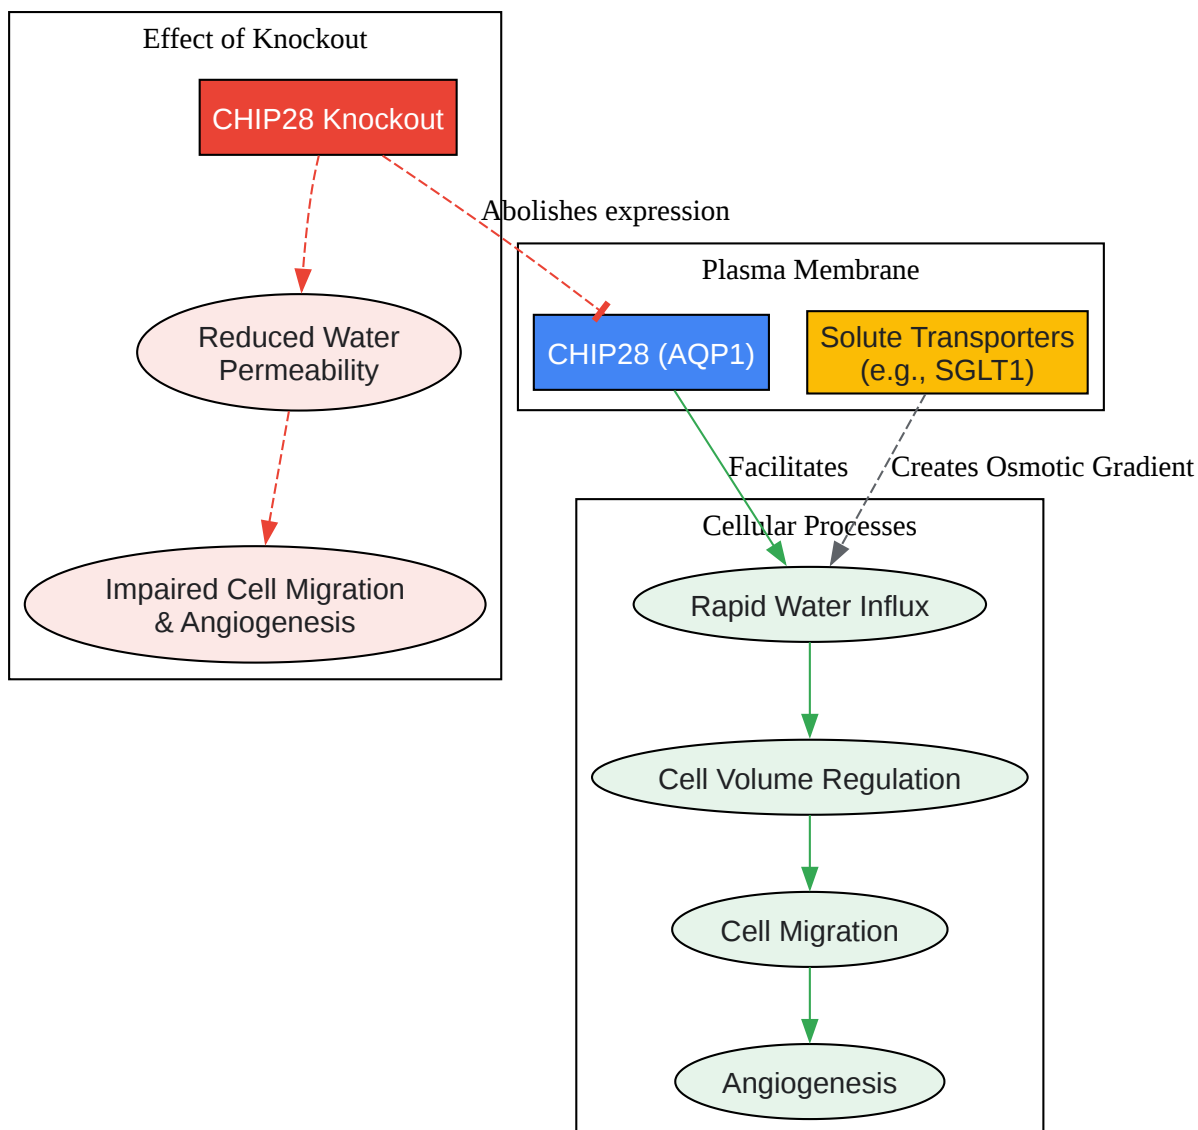 Effect of Knockout
CHIP28 Knockout
Abolishes expression
Reduced Water
Permeability
Impaired Cell Migration
& Angiogenesis
Plasma Membrane
CHIP28 (AQP1)
Solute Transporters
(e.g., SGLT1)
Facilitates
Creates Osmotic Gradient
Cellular Processes
Rapid Water Influx
Cell Volume Regulation
Cell Migration
Angiogenesis